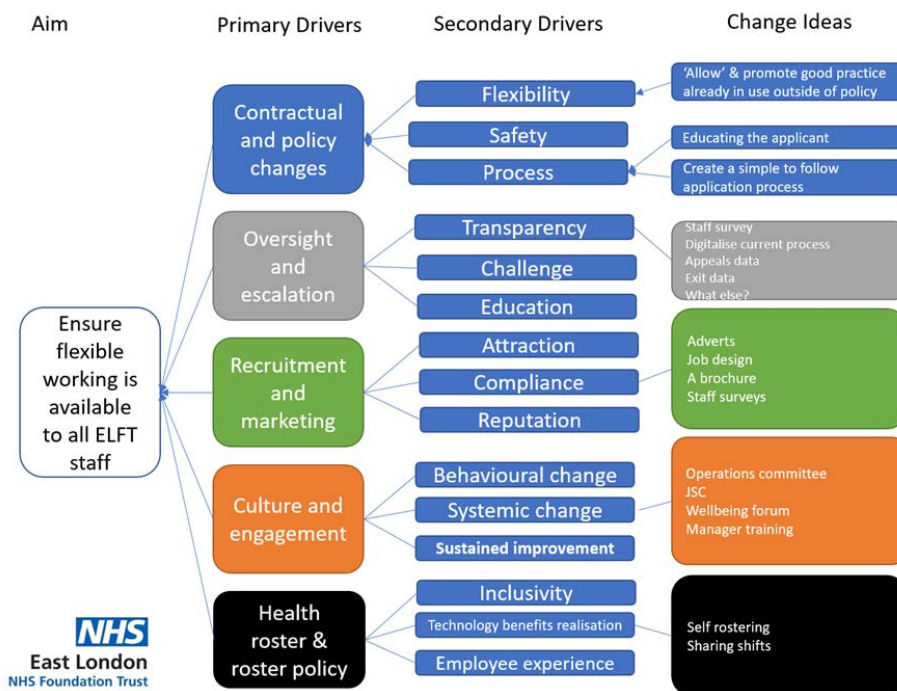 Aim
Primary Drivers
Secondary Drivers
Change Ideas
Ensure
flexible
working is
available
to all ELFT
staff
Contractual
and policy
changes
Flexibility
Safety
Process
‘Allow’ & promote good practice
already in use outside of policy
Educating the applicant
Create a simple to follow
application process
Oversight
and
escalation
Transparency
Challenge
Education
Staff survey
Digitalise current process
Appeals data
Exit data
What else?
Recruitment
and
marketing
Attraction
Compliance
Reputation
Adverts
Job design
A brochure
Staff surveys
Culture and
engagement
Behavioural change
Systemic change
Sustained improvement
Operations committee
JSC
Wellbeing forum
Manager training
Health
roster &
roster policy
Inclusivity
Technology benefits realisation
Employee experience
Self rostering
Sharing shifts
NHS
East London
NHS Foundation Trust